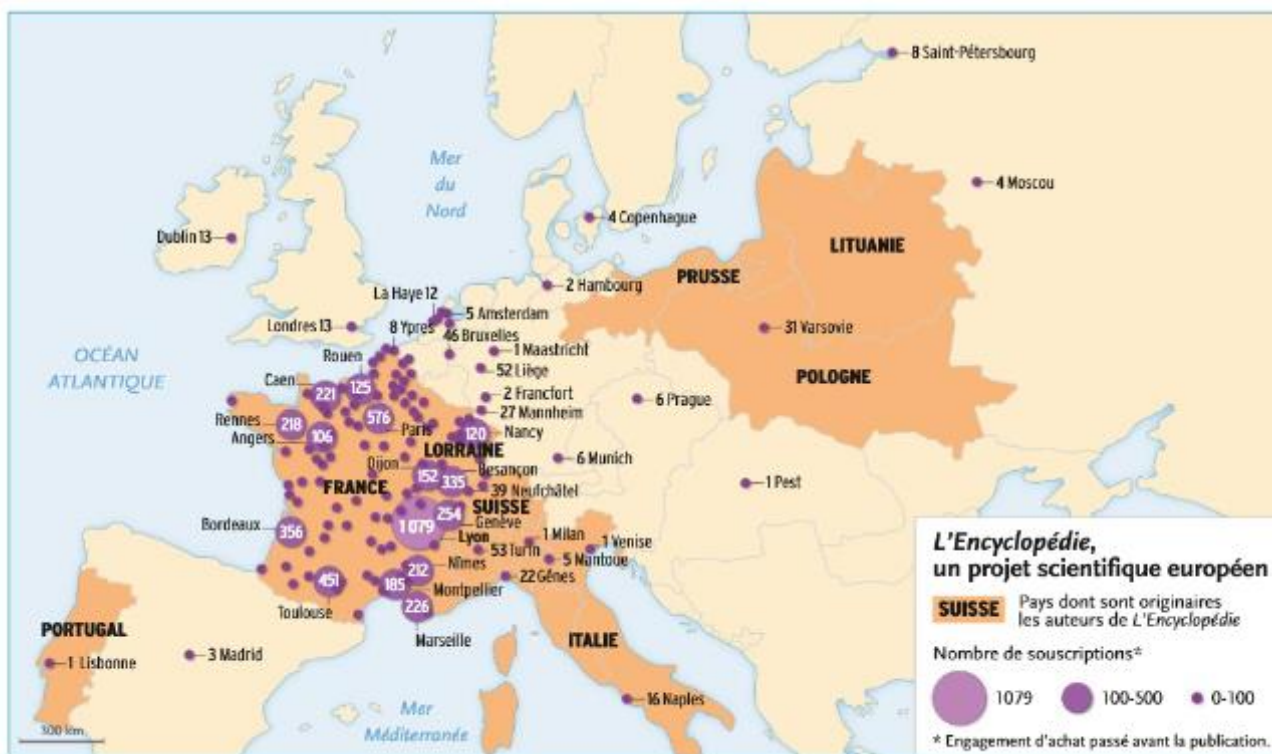 8 Saint-Pétersbourg
Mer
du
Nord
4 Moscou
4 Copenhague
Dublin 13
LITUANIE
PRUSSE
2 Hambourg
La Haye 12
5 Amsterdam
Londres 13
8 Ypres
46 Bruxelles
31 Varsovie
OCÉAN
ATLANTIQUE
1 Maastricht
Rouen
52 Liège
POLOGNE
Caen
221
125
2 Francfort
6 Prague
Rennes
218
576
27 Mannheim
Angers
106
Paris
120
Nancy
LORRAINE
Dijon
152
Besançon
6 Munich
335
FRANCE
39 Neufchâtel
1 Pest
SUISSE
254
1 079
Genève
Bordeaux
356
Lyon
1 Milan
1 Venise
53 Turin
5 Mantoue
Nîmes
212
22 Gênes
451
185
Montpellier
Toulouse
226
Marseille
PORTUGAL
ITALIE
1 Lisbonne
3 Madrid
16 Naples
Mer
Méditerranée
300 km
L'Encyclopédie,
un projet scientifique européen
SUISSE
Pays dont sont originaires
les auteurs de L'Encyclopédie
Nombre de souscriptions*
1079
100-500
0-100
* Engagement d'achat passé avant la publication.